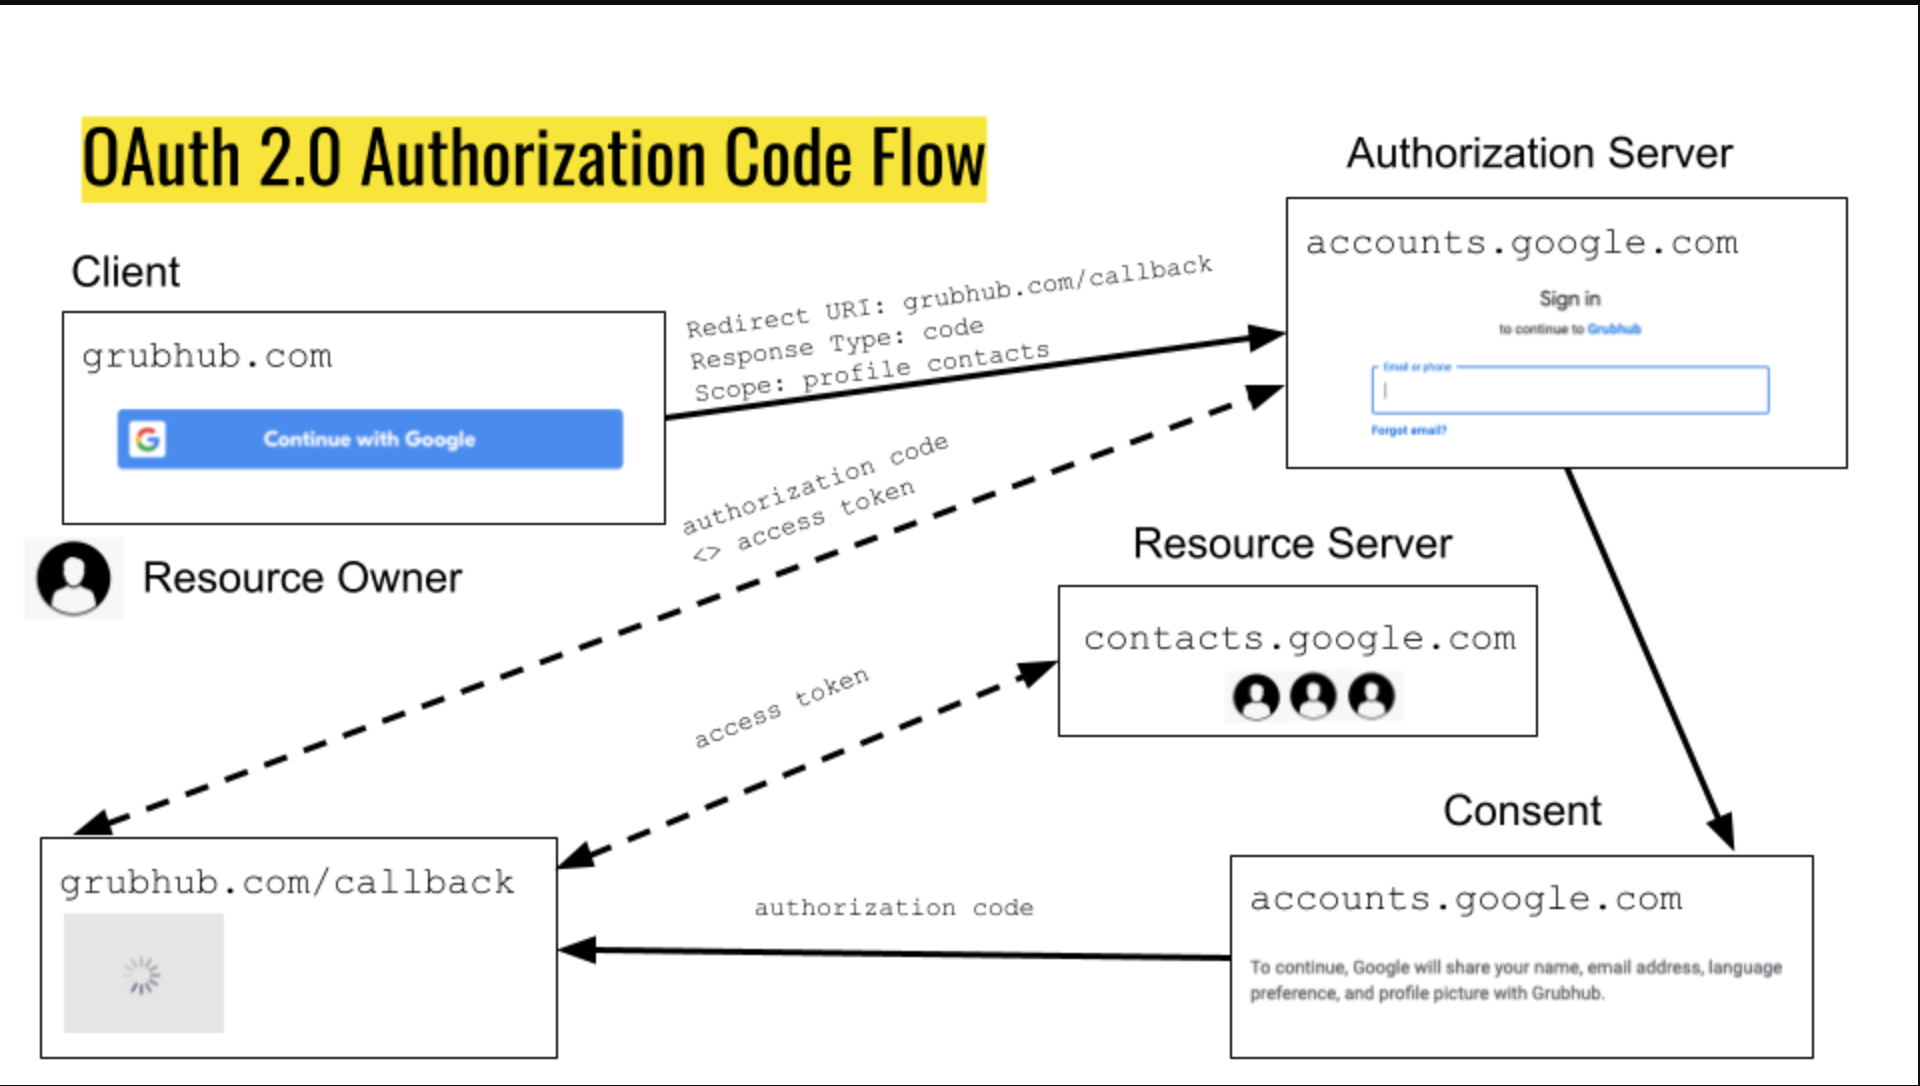 OAuth 2.0 Authorization Code Flow
Client
grubhub.com
Continue with Google
Resource Owner
Redirect URI: grubhub.com/callback
Response Type: code
Scope: profile contacts
Authorization Server
accounts.google.com
Sign in
to continue to Grubhub
Email or phone
Forgot email?
authorization code
<> access token
Resource Server
contacts.google.com
access token
Consent
accounts.google.com
To continue, Google will share your name, email address, language
preference, and profile picture with Grubhub.
authorization code
grubhub.com/callback